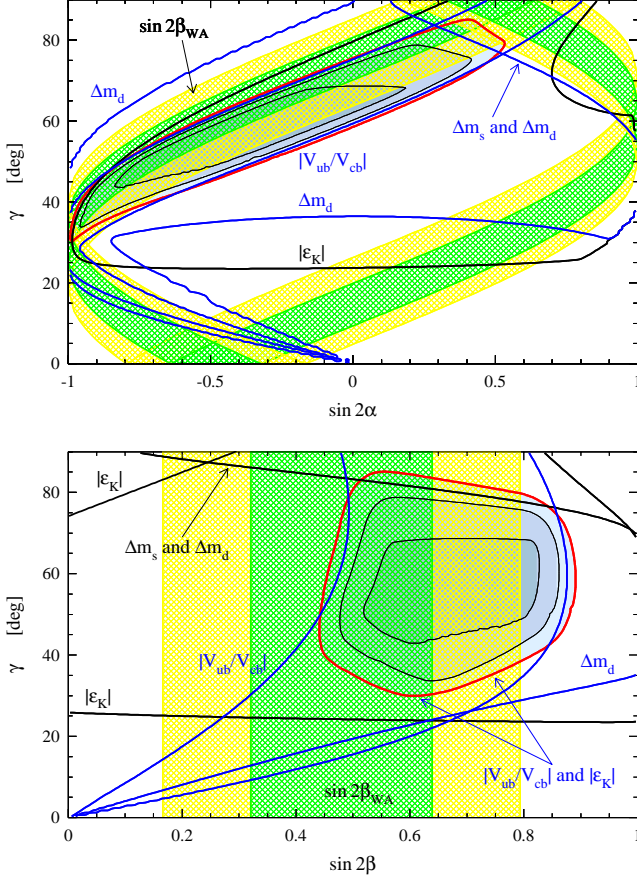 80
60
40
20
0
γ [deg]
sin 2β_WA
Δm_d
Δm_s and Δm_d
|V_ub/V_cb|
Δm_d
|ε_K|
-1
-0.5
0
0.5
1
sin 2α
80
60
40
20
0
γ [deg]
|ε_K|
Δm_s and Δm_d
|V_ub/V_cb|
Δm_d
|ε_K|
|V_ub/V_cb| and |ε_K|
sin 2β_WA
0
0.2
0.4
0.6
0.8
1
sin 2β